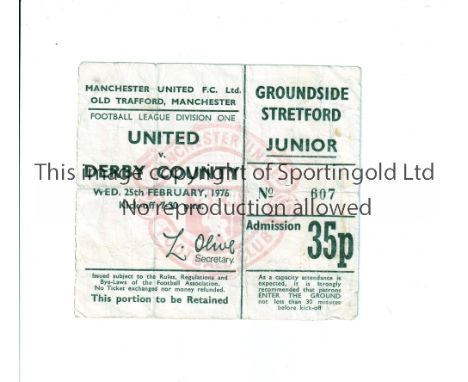 MANCHESTER UNITED F.C. Ltd.
OLD TRAFFORD, MANCHESTER
FOOTBALL LEAGUE DIVISION ONE
UNITED
v.
DERBY COUNTY
WED. 25th FEBRUARY, 1976
Kick-off 7-30 p.m.
L. Olive
Secretary.
Issued subject to the Rules, Regulations and
Bye-Laws of the Football Association.
No Ticket exchanged nor money refunded.
This portion to be Retained
GROUNDSIDE
STRETFORD
JUNIOR
No 607
Admission
35p
As a capacity attendance is
expected, it is strongly
recommended that patrons
ENTER THE GROUND
not less than 30 minutes
before kick-off
This image copyright of Sportingold Ltd
No reproduction allowed